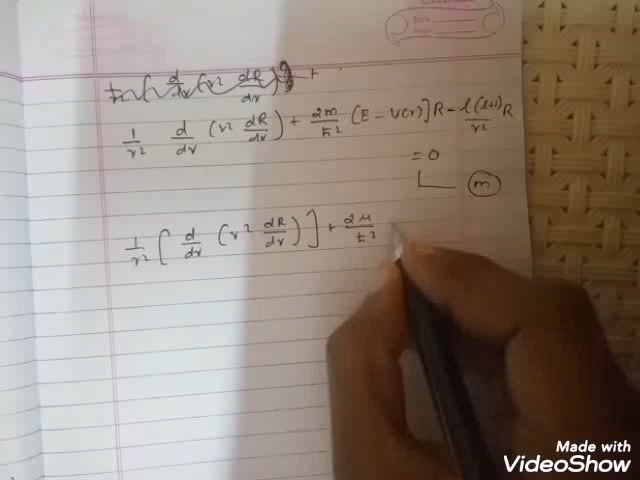 1/r² d/dr (r² dR/dr) + 2m/ħ² (E - V(r)] R - l(l+1)/r² R
= 0
m
1/r² [ d/dr (r² dR/dr) ] + 2μ/ħ²
Made with
VideoShow